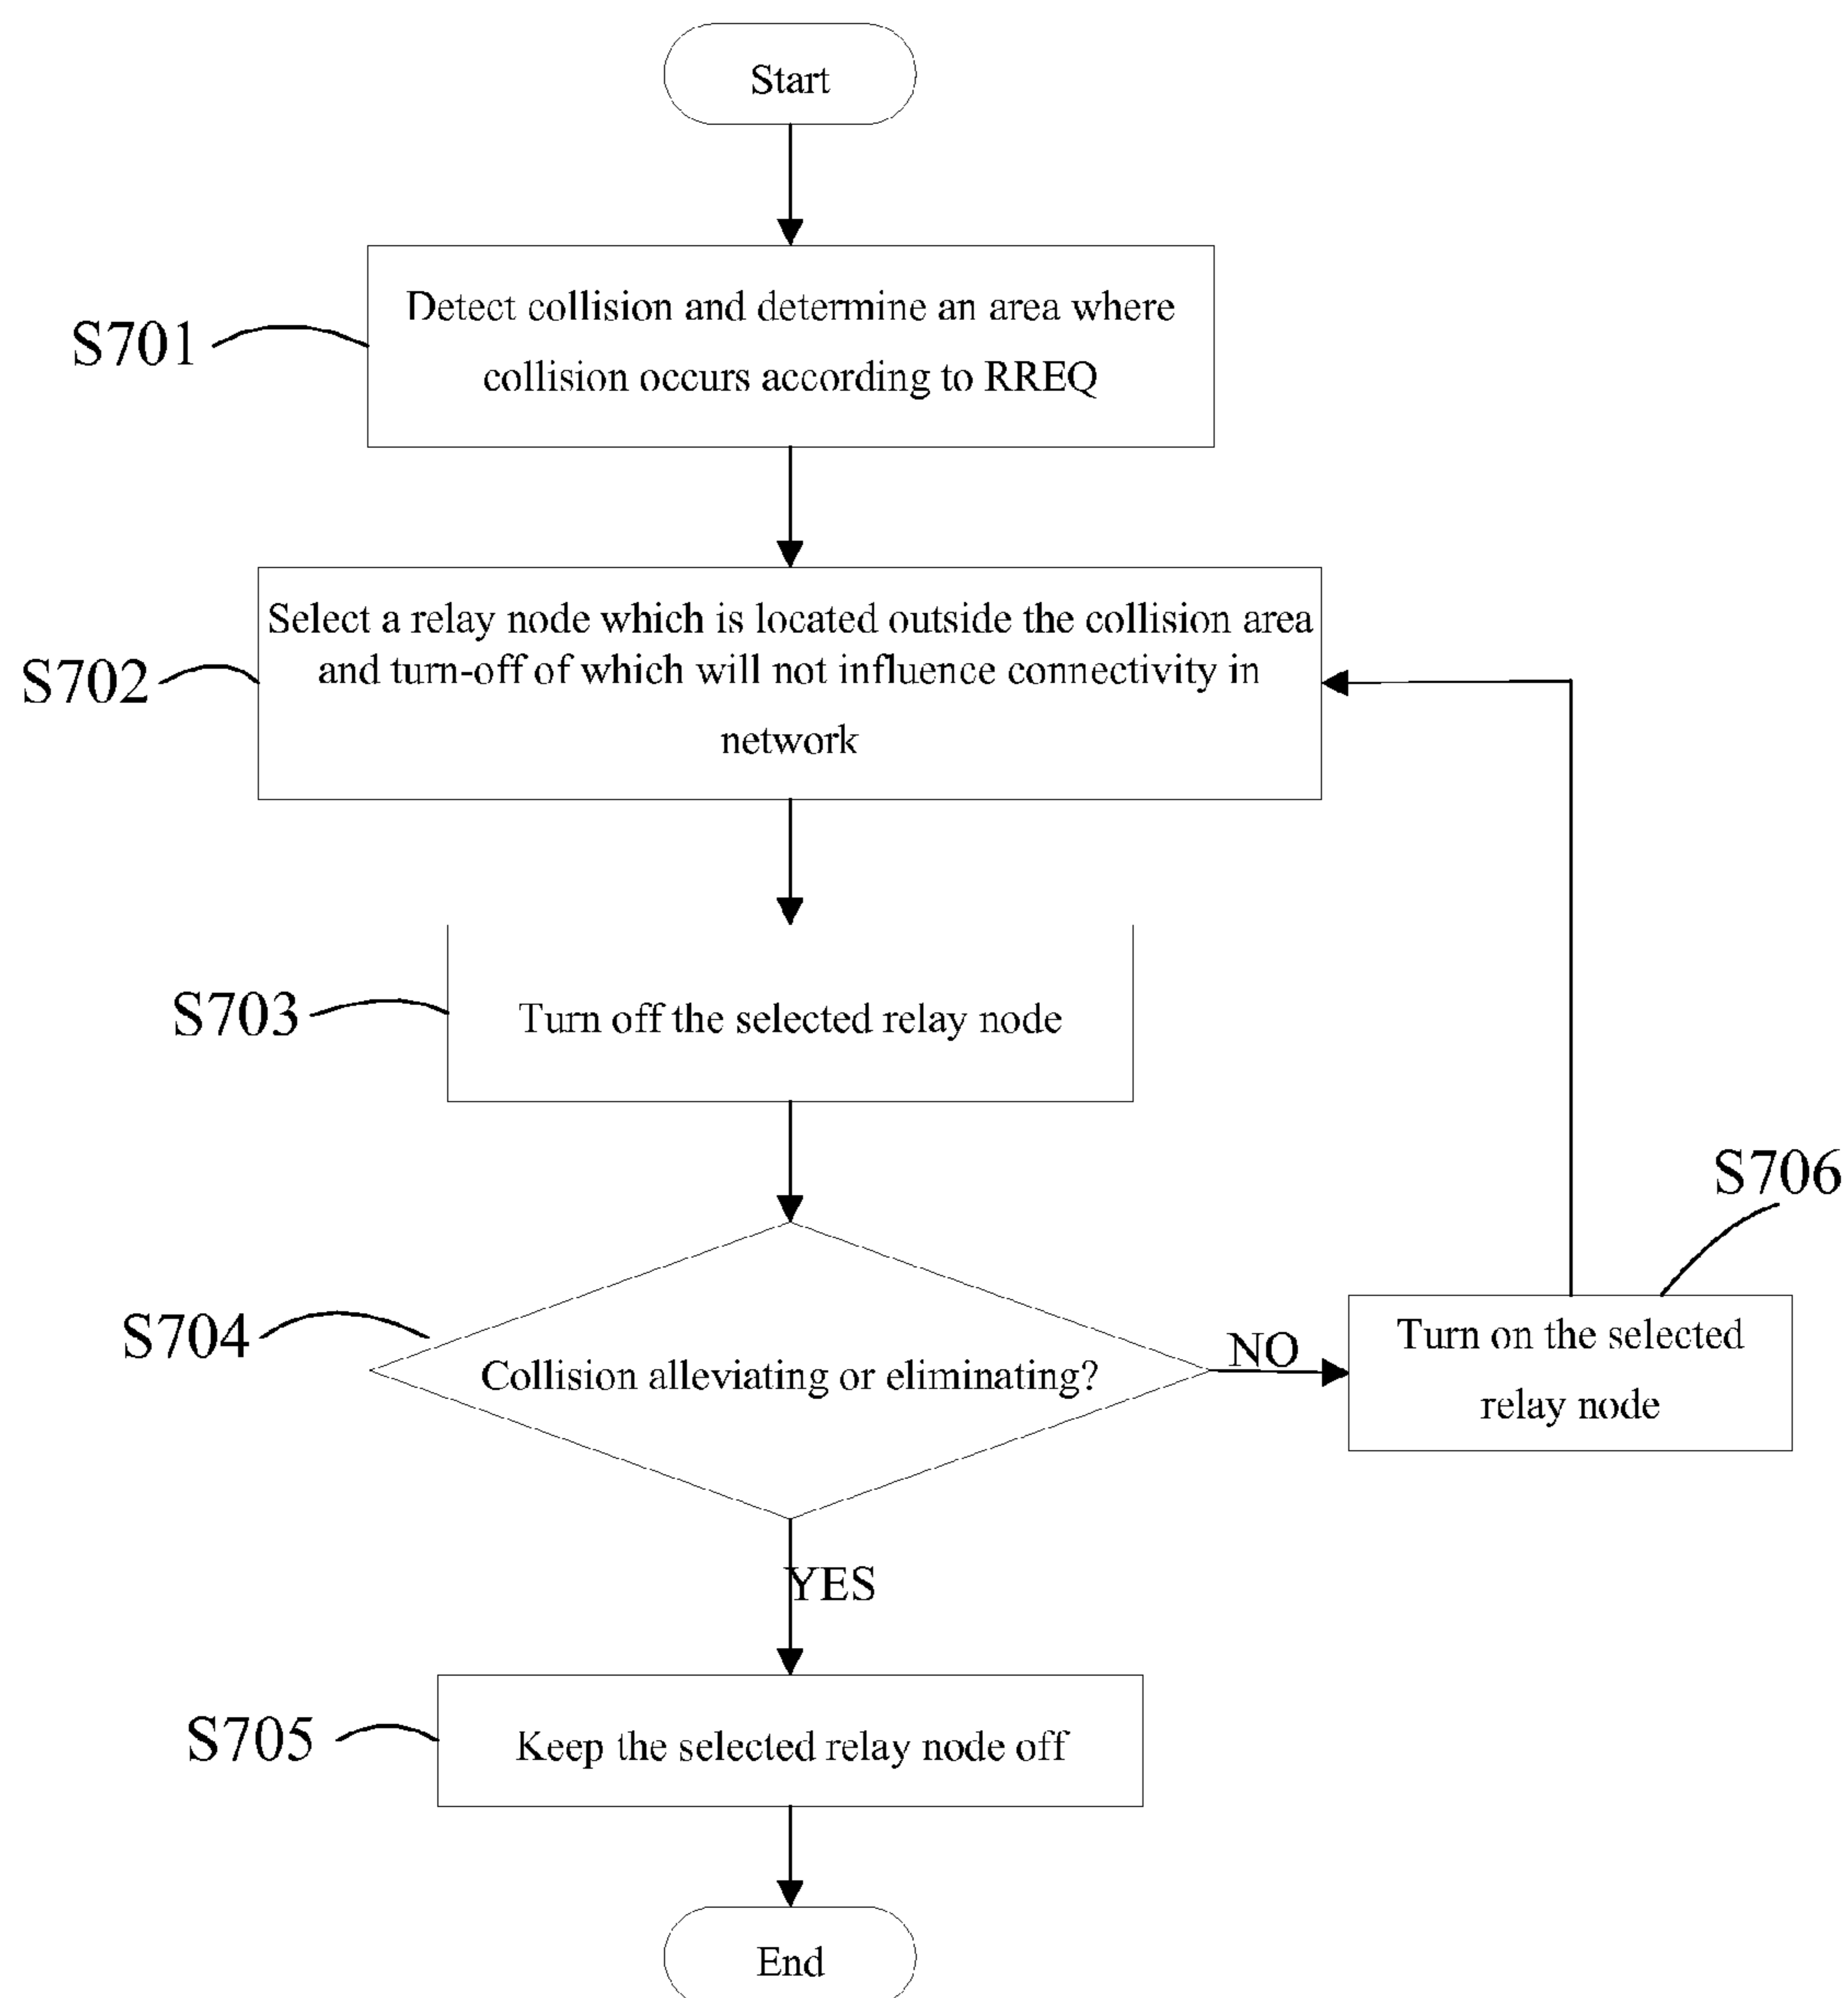 Start
S701
Detect collision and determine an area where
collision occurs according to RREQ
S702
Select a relay node which is located outside the collision area
and turn-off of which will not influence connectivity in
network
S703
Turn off the selected relay node
S704
Collision alleviating or eliminating?
NO
S706
Turn on the selected
relay node
YES
S705
Keep the selected relay node off
End